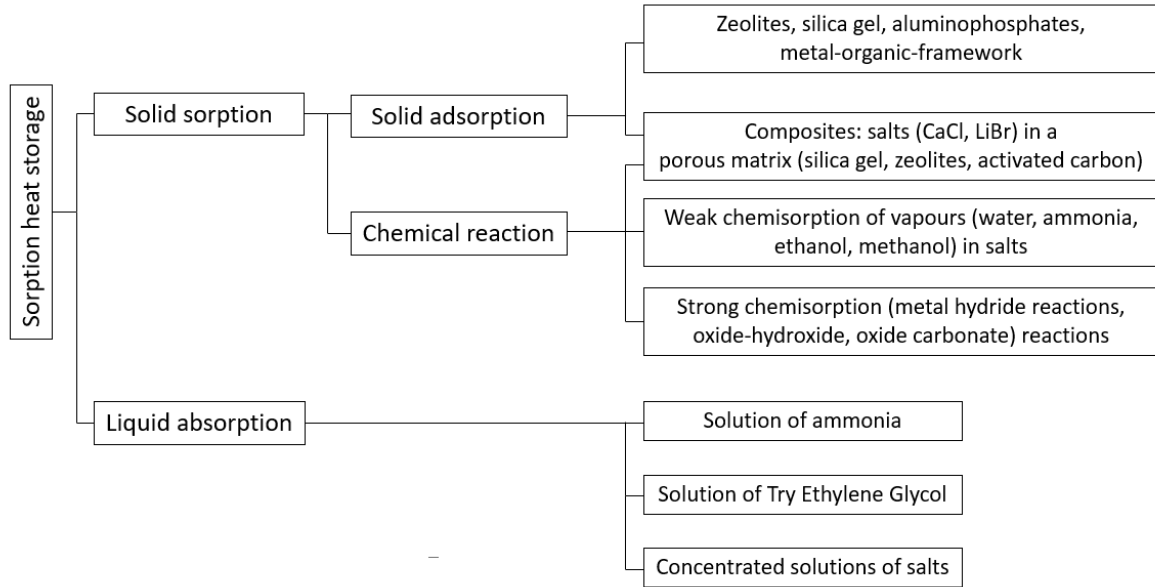 Sorption heat storage
Solid sorption
Solid adsorption
Zeolites, silica gel, aluminophosphates,
metal-organic-framework
Composites: salts (CaCl, LiBr) in a
porous matrix (silica gel, zeolites, activated carbon)
Chemical reaction
Weak chemisorption of vapours (water, ammonia,
ethanol, methanol) in salts
Strong chemisorption (metal hydride reactions,
oxide-hydroxide, oxide carbonate) reactions
Liquid absorption
Solution of ammonia
Solution of Try Ethylene Glycol
Concentrated solutions of salts